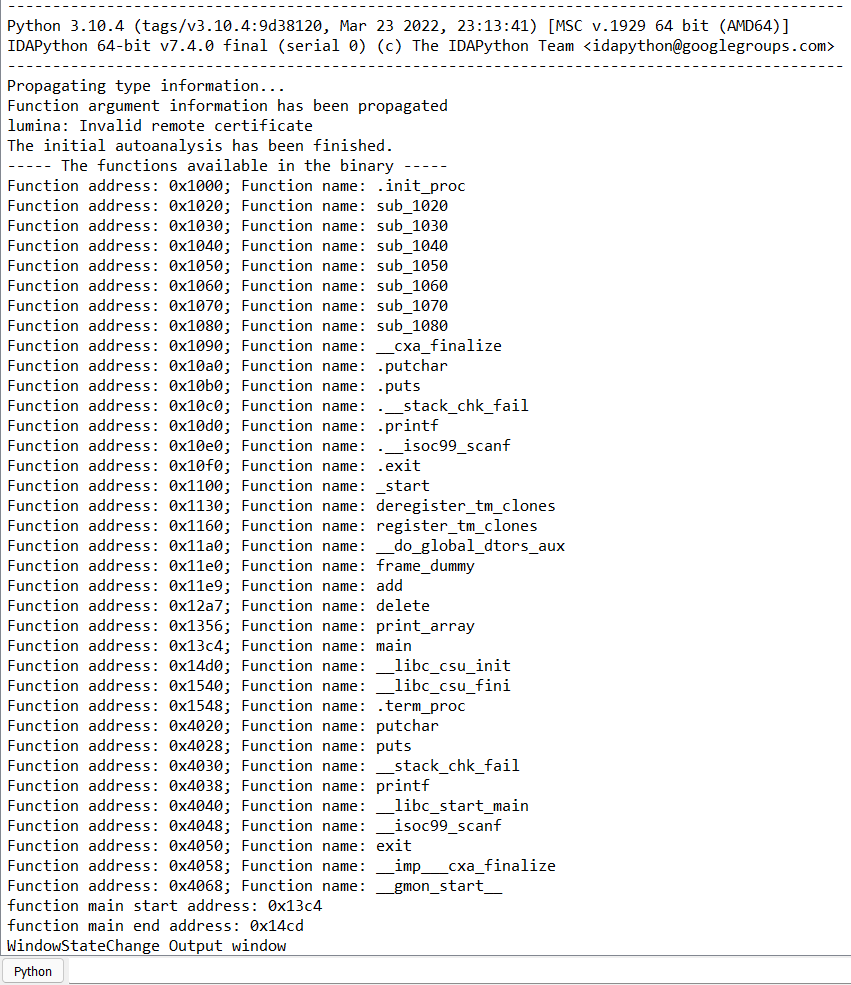 ---------------------------------------------------------------------------------------------
Python 3.10.4 (tags/v3.10.4:9d38120, Mar 23 2022, 23:13:41) [MSC v.1929 64 bit (AMD64)]
IDAPython 64-bit v7.4.0 final (serial 0) (c) The IDAPython Team <idapython@googlegroups.com>
---------------------------------------------------------------------------------------------
Propagating type information...
Function argument information has been propagated
lumina: Invalid remote certificate
The initial autoanalysis has been finished.
----- The functions available in the binary -----
Function address: 0x1000; Function name: .init_proc
Function address: 0x1020; Function name: sub_1020
Function address: 0x1030; Function name: sub_1030
Function address: 0x1040; Function name: sub_1040
Function address: 0x1050; Function name: sub_1050
Function address: 0x1060; Function name: sub_1060
Function address: 0x1070; Function name: sub_1070
Function address: 0x1080; Function name: sub_1080
Function address: 0x1090; Function name: __cxa_finalize
Function address: 0x10a0; Function name: .putchar
Function address: 0x10b0; Function name: .puts
Function address: 0x10c0; Function name: .__stack_chk_fail
Function address: 0x10d0; Function name: .printf
Function address: 0x10e0; Function name: .__isoc99_scanf
Function address: 0x10f0; Function name: .exit
Function address: 0x1100; Function name: _start
Function address: 0x1130; Function name: deregister_tm_clones
Function address: 0x1160; Function name: register_tm_clones
Function address: 0x11a0; Function name: __do_global_dtors_aux
Function address: 0x11e0; Function name: frame_dummy
Function address: 0x11e9; Function name: add
Function address: 0x12a7; Function name: delete
Function address: 0x1356; Function name: print_array
Function address: 0x13c4; Function name: main
Function address: 0x14d0; Function name: __libc_csu_init
Function address: 0x1540; Function name: __libc_csu_fini
Function address: 0x1548; Function name: .term_proc
Function address: 0x4020; Function name: putchar
Function address: 0x4028; Function name: puts
Function address: 0x4030; Function name: __stack_chk_fail
Function address: 0x4038; Function name: printf
Function address: 0x4040; Function name: __libc_start_main
Function address: 0x4048; Function name: __isoc99_scanf
Function address: 0x4050; Function name: exit
Function address: 0x4058; Function name: __imp___cxa_finalize
Function address: 0x4068; Function name: __gmon_start__
function main start address: 0x13c4
function main end address: 0x14cd
WindowStateChange Output window
Python